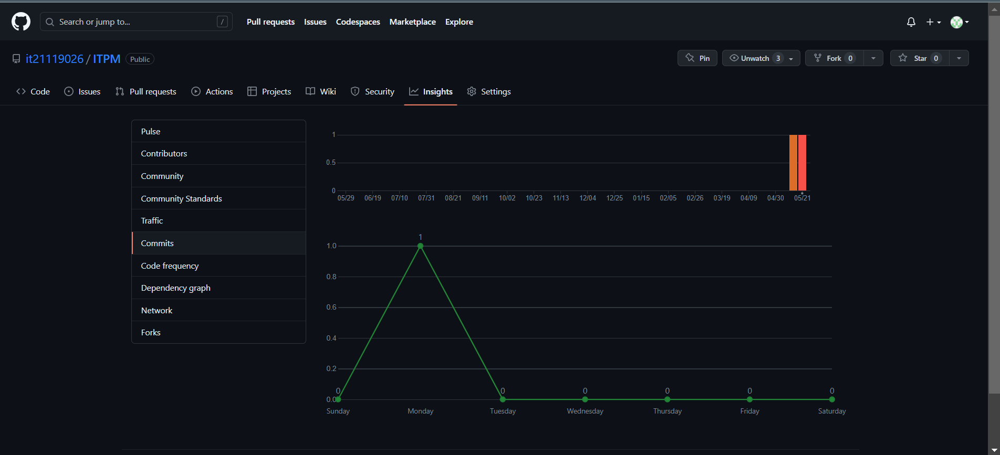 Search or jump to... / Pull requests Issues Codespaces Marketplace Explore
it21119026 / ITPM Public Pin Unwatch 3 Fork 0 Star 0
Code Issues Pull requests Actions Projects Wiki Security Insights Settings
Pulse
Contributors
Community
Community Standards
Traffic
Commits
Code frequency
Dependency graph
Network
Forks
1
0.5
0
05/29 06/19 07/10 07/31 08/21 09/11 10/02 10/23 11/13 12/04 12/25 01/15 02/05 02/26 03/19 04/09 04/30 05/21
1
1.0
0.8
0.6
0.4
0.2
0 0 0 0 0 0
0.0
Sunday Monday Tuesday Wednesday Thursday Friday Saturday